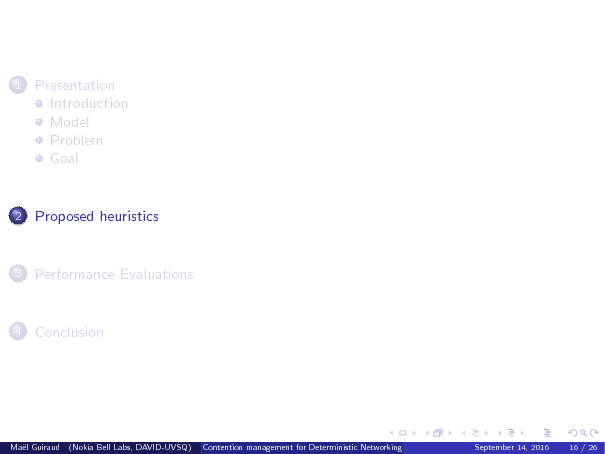 1 Presentation
Introduction
Model
Problem
Goal
2 Proposed heuristics
3 Performance Evaluations
4 Conclusion
Maël Guiraud (Nokia Bell Labs, DAVID-UVSQ) Contention management for Deterministic Networking September 14, 2016 16 / 26